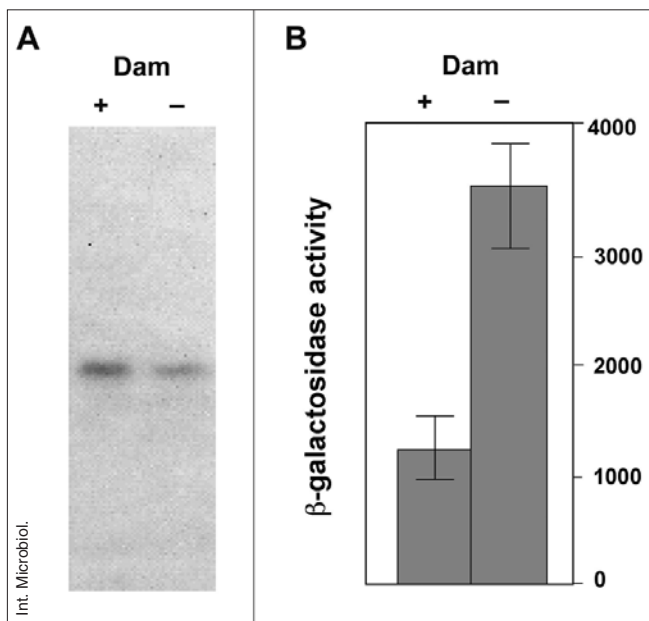 A
Dam
+ −
Int. Microbiol.
B
Dam
+ −
β-galactosidase activity
4000
3000
2000
1000
0